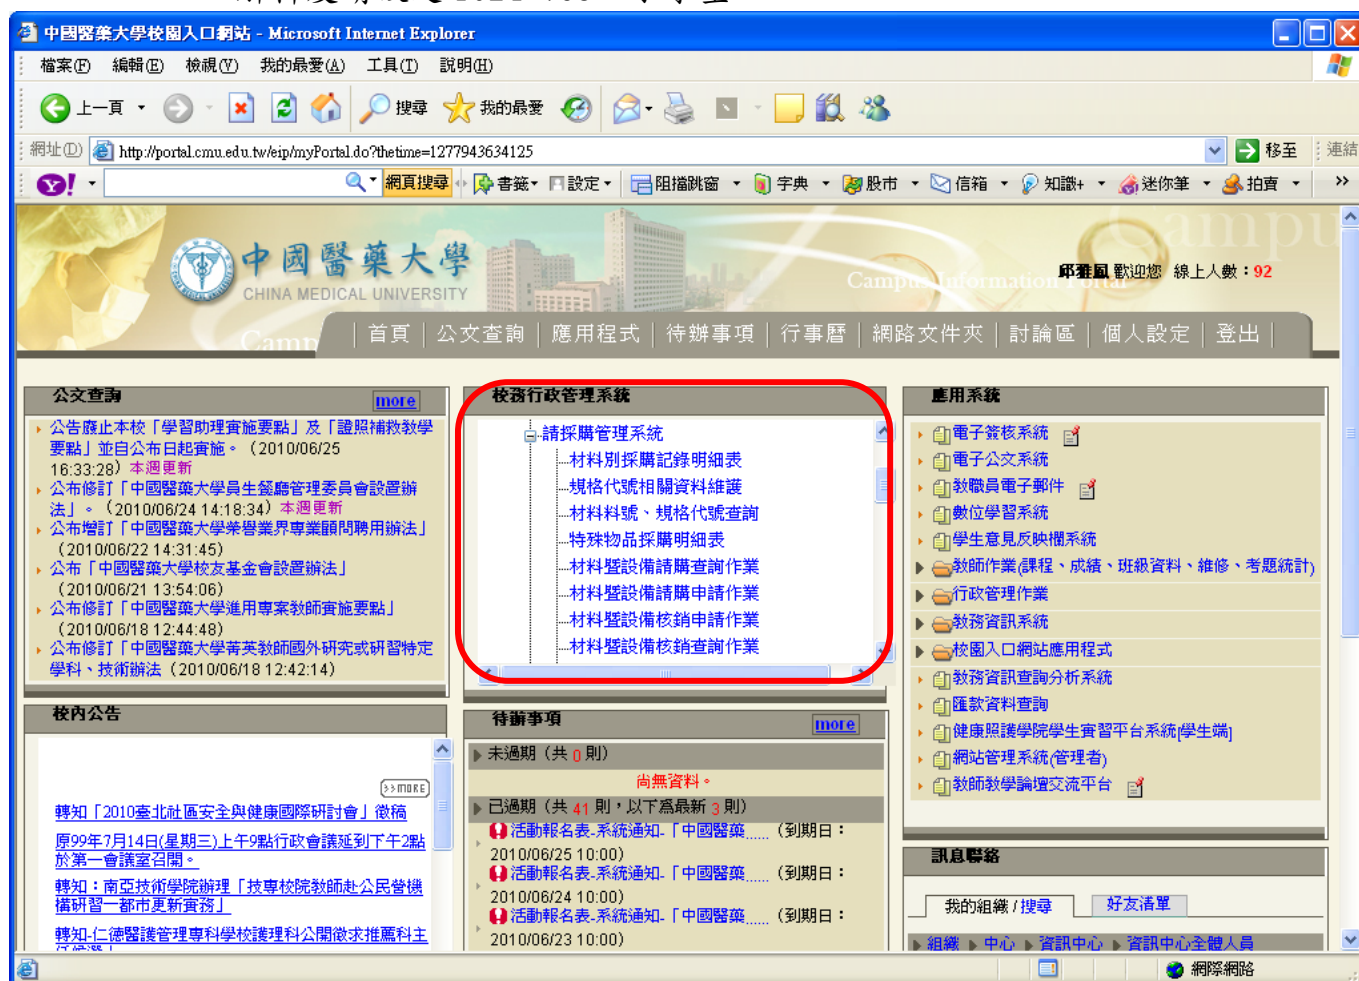 中國醫藥大學校園入口網站 - Microsoft Internet Explorer
檔案(F) 編輯(E) 檢視(V) 我的最愛(A) 工具(T) 說明(H)
上一頁 搜尋 我的最愛
網址(D) http://portal.cmu.edu.tw/eip/myPortal.do?thetime=1277943634125 移至 連結
Y! 網頁搜尋 書籤 設定 阻擋跳窗 字典 股市 信箱 知識+ 迷你筆 拍賣 >>
中國醫藥大學
CHINA MEDICAL UNIVERSITY
Campus Information Portal
邱雅鳳 歡迎您 線上人數：92
首頁 | 公文查詢 | 應用程式 | 待辦事項 | 行事曆 | 網路文件夾 | 討論區 | 個人設定 | 登出 |
公文查詢 more
公告廢止本校「學習助理實施要點」及「證照補救教學
要點」並自公布日起實施。（2010/06/25
16:33:28）本週更新
公布修訂「中國醫藥大學員生餐廳管理委員會設置辦
法」。（2010/06/24 14:18:34）本週更新
公布增訂「中國醫藥大學榮譽業界專業顧問聘用辦法」
（2010/06/22 14:31:45）
公布「中國醫藥大學校友基金會設置辦法」
（2010/06/21 13:54:06）
公布修訂「中國醫藥大學進用專案教師實施要點」
（2010/06/18 12:44:48）
公布修訂「中國醫藥大學菁英教師國外研究或研習特定
學科、技術辦法（2010/06/18 12:42:14）
校內公告
>>MORE
轉知「2010臺北社區安全與健康國際研討會」徵稿
原99年7月14日(星期三)上午9點行政會議延到下午2點
於第一會議室召開。
轉知：南亞技術學院辦理「技專校院教師赴公民營機
構研習—都市更新實務」
轉知-仁德醫護管理專科學校護理科公開徵求推薦科主
校務行政管理系統
請採購管理系統
材料別採購記錄明細表
規格代號相關資料維護
材料料號、規格代號查詢
特殊物品採購明細表
材料暨設備請購查詢作業
材料暨設備請購申請作業
材料暨設備核銷申請作業
材料暨設備核銷查詢作業
待辦事項 more
未過期（共 0 則）
尚無資料。
已過期（共 41 則，以下為最新 3 則）
活動報名表-系統通知-「中國醫藥......（到期日：
2010/06/25 10:00）
活動報名表-系統通知-「中國醫藥......（到期日：
2010/06/24 10:00）
活動報名表-系統通知-「中國醫藥......（到期日：
2010/06/23 10:00）
應用系統
電子簽核系統
電子公文系統
教職員電子郵件
數位學習系統
學生意見反映欄系統
教師作業(課程、成績、班級資料、維修、考題統計)
行政管理作業
教務資訊系統
校園入口網站應用程式
教務資訊查詢分析系統
匯款資料查詢
健康照護學院學生實習平台系統[學生端]
網站管理系統(管理者)
教師教學論壇交流平台
訊息聯絡
我的組織 / 搜尋 好友清單
組織 中心 資訊中心 資訊中心全體人員
網際網路